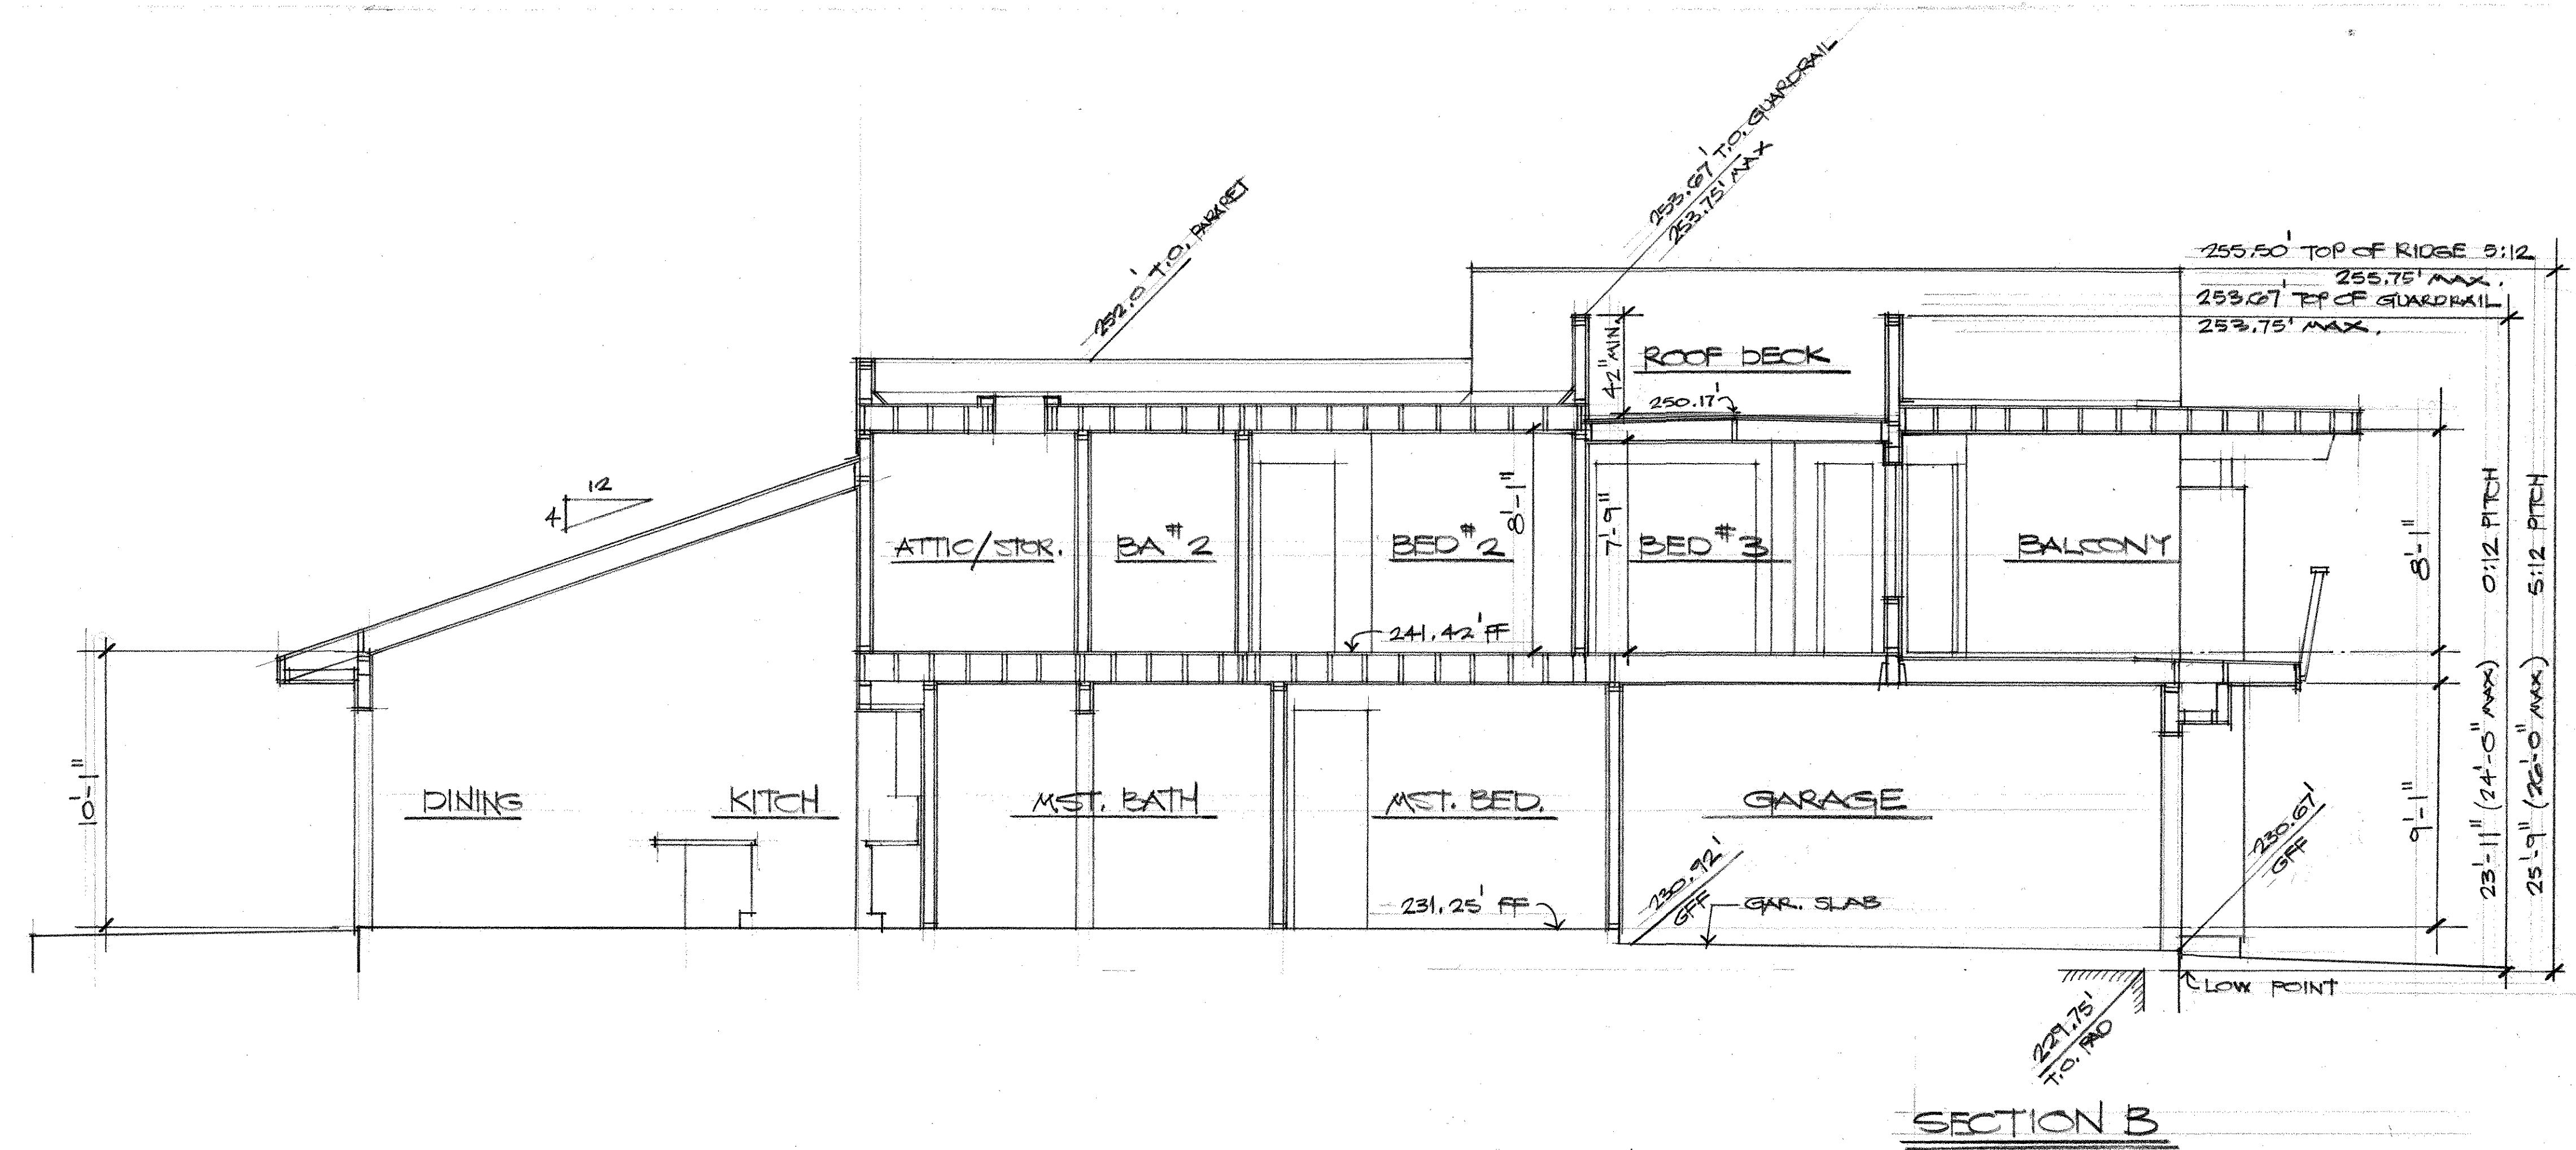 253.67' T.O. GUARDRAIL
253.75' MAX
252.0' T.O. PARAPET
255.50' TOP OF RIDGE 5:12
255.75' MAX.
253.67' TOP OF GUARDRAIL
253.75' MAX.
42" MIN.
ROOF DECK
250.17'
12
4
ATTIC/STOR.
BA #2
BED #2
8'-1"
7'-9"
BED #3
BALCONY
8'-1"
241.42' FF
10'-1"
DINING
KITCH
MST. BATH
MST. BED.
GARAGE
9'-1"
23'-11" (24'-0" MAX) 0:12 PITCH
25'-9" (26'-0" MAX) 5:12 PITCH
231.25' FF
230.92'
GFF
GAR. SLAB
230.67'
GFF
LOW POINT
229.75'
T.O. PAD
SECTION B